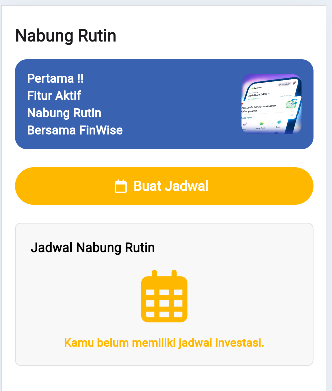 Nabung Rutin
Pertama !!
Fitur Aktif
Nabung Rutin
Bersama FinWise
Buat Jadwal
Jadwal Nabung Rutin
Kamu belum memiliki jadwal investasi.